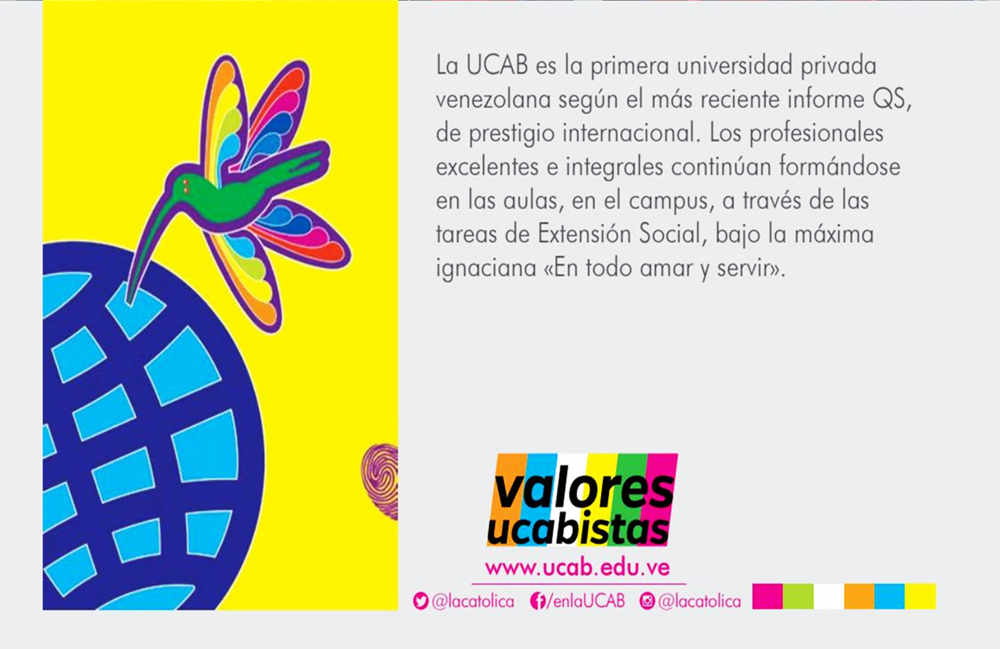 La UCAB es la primera universidad privada
venezolana según el más reciente informe QS,
de prestigio internacional. Los profesionales
excelentes e integrales continúan formándose
en las aulas, en el campus, a través de las
tareas de Extensión Social, bajo la máxima
ignaciana «En todo amar y servir».
valores
ucabistas
www.ucab.edu.ve
@lacatolica /enlaUCAB @lacatolica